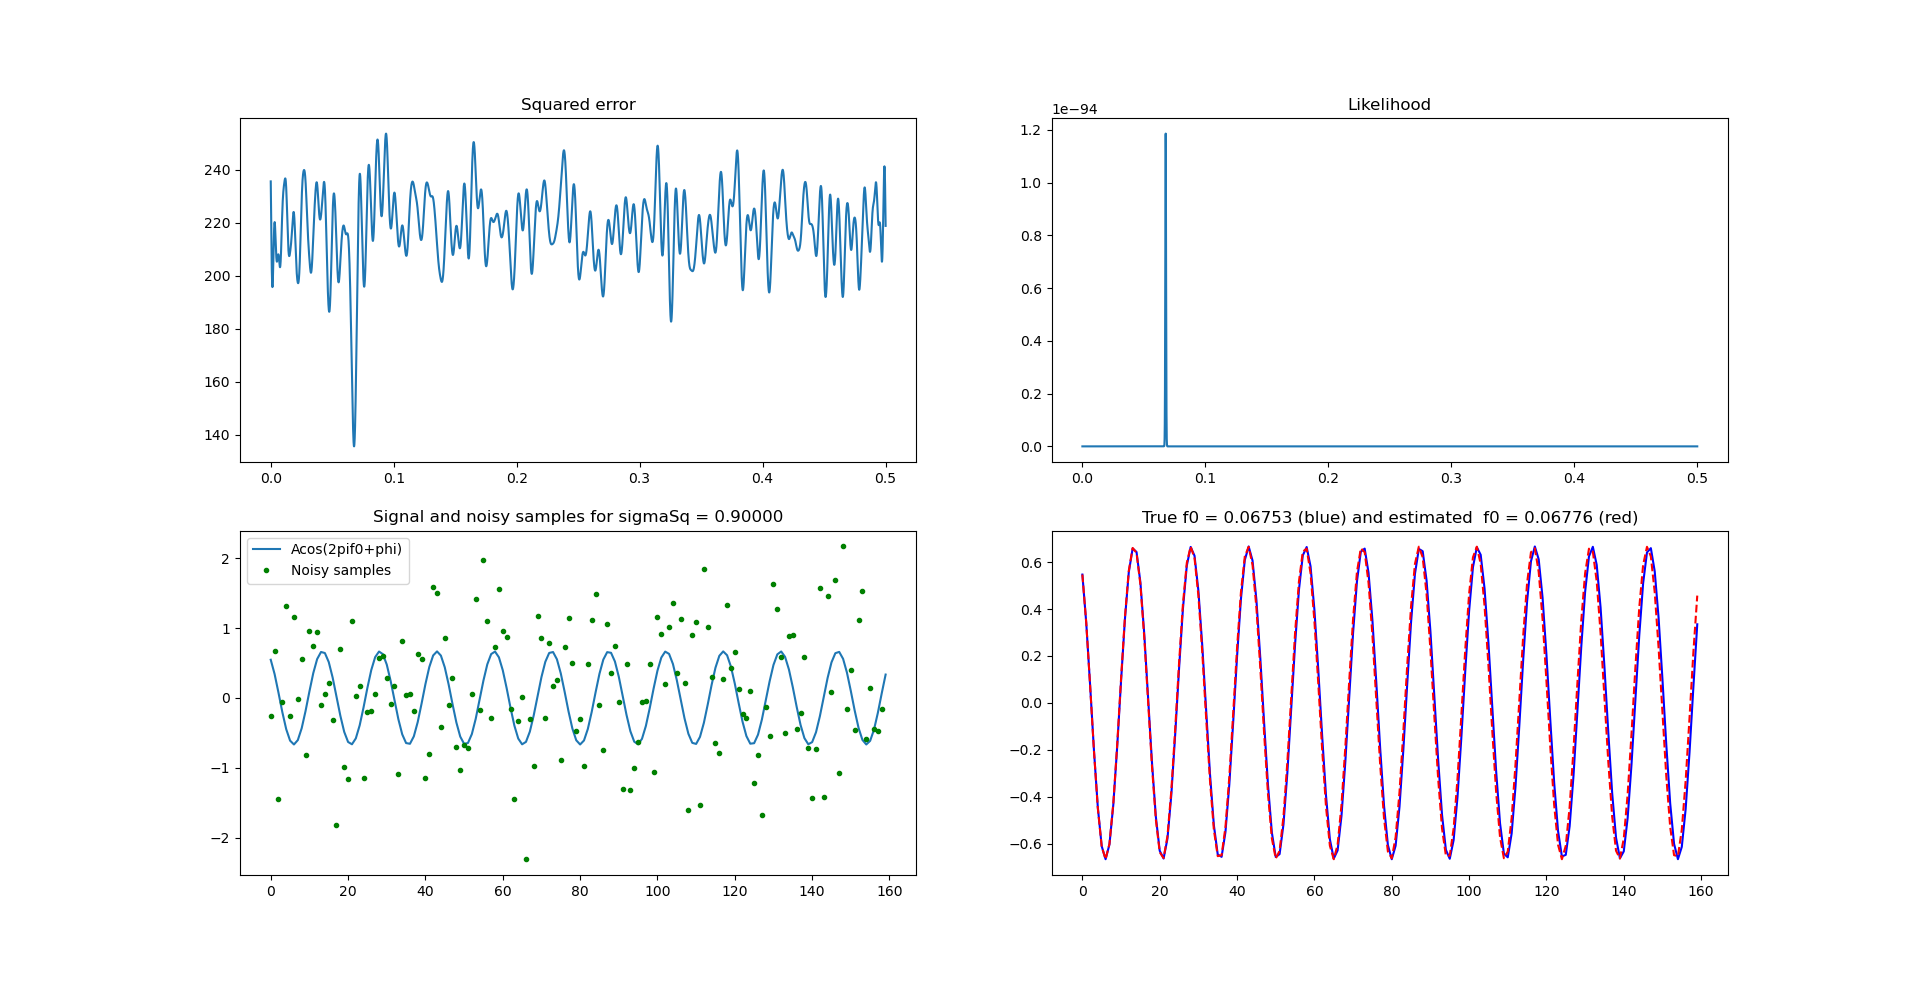 Squared error
240
220
200
180
160
140
0.0 0.1 0.2 0.3 0.4 0.5
Likelihood
1e−94
1.2
1.0
0.8
0.6
0.4
0.2
0.0
0.0 0.1 0.2 0.3 0.4 0.5
Signal and noisy samples for sigmaSq = 0.90000
Acos(2pif0+phi)
Noisy samples
2
1
0
−1
−2
0 20 40 60 80 100 120 140 160
True f0 = 0.06753 (blue) and estimated  f0 = 0.06776 (red)
0.6
0.4
0.2
0.0
−0.2
−0.4
−0.6
0 20 40 60 80 100 120 140 160